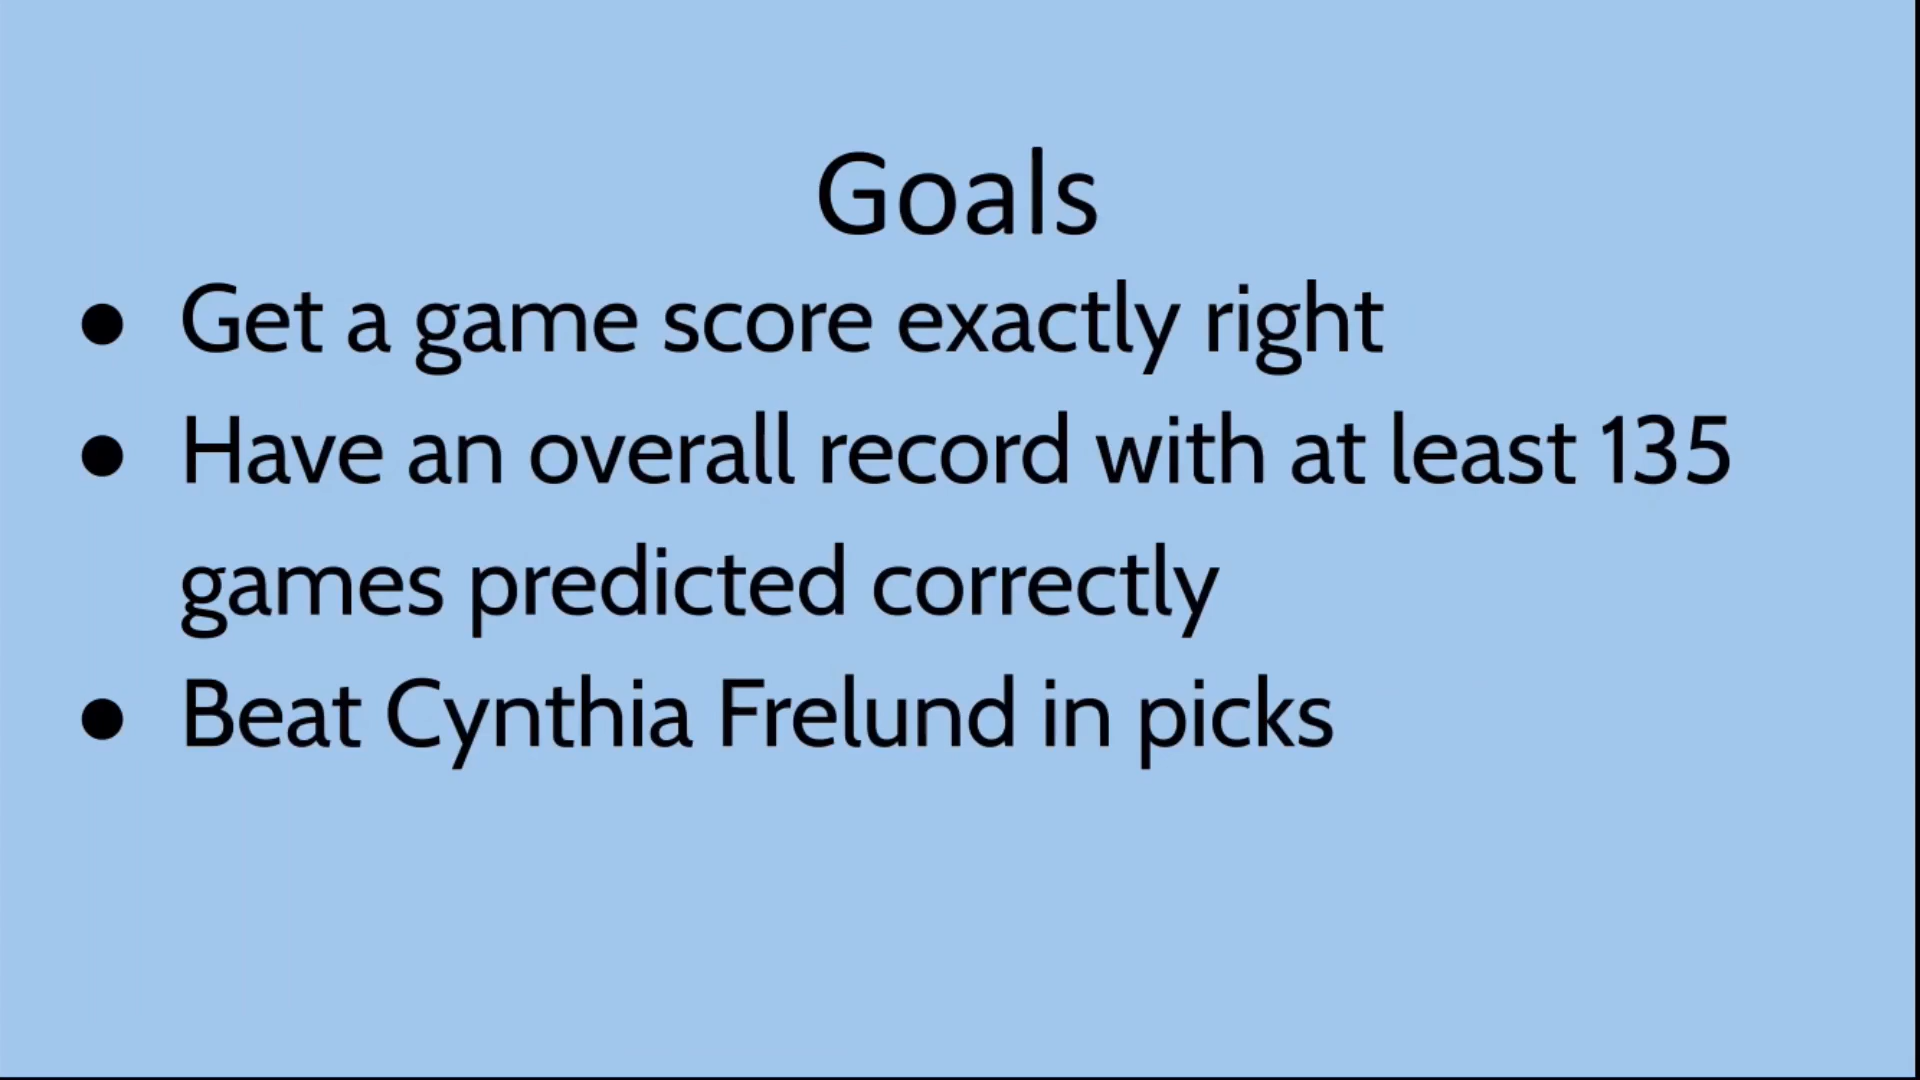 Goals
● Get a game score exactly right
● Have an overall record with at least 135
games predicted correctly
● Beat Cynthia Frelund in picks